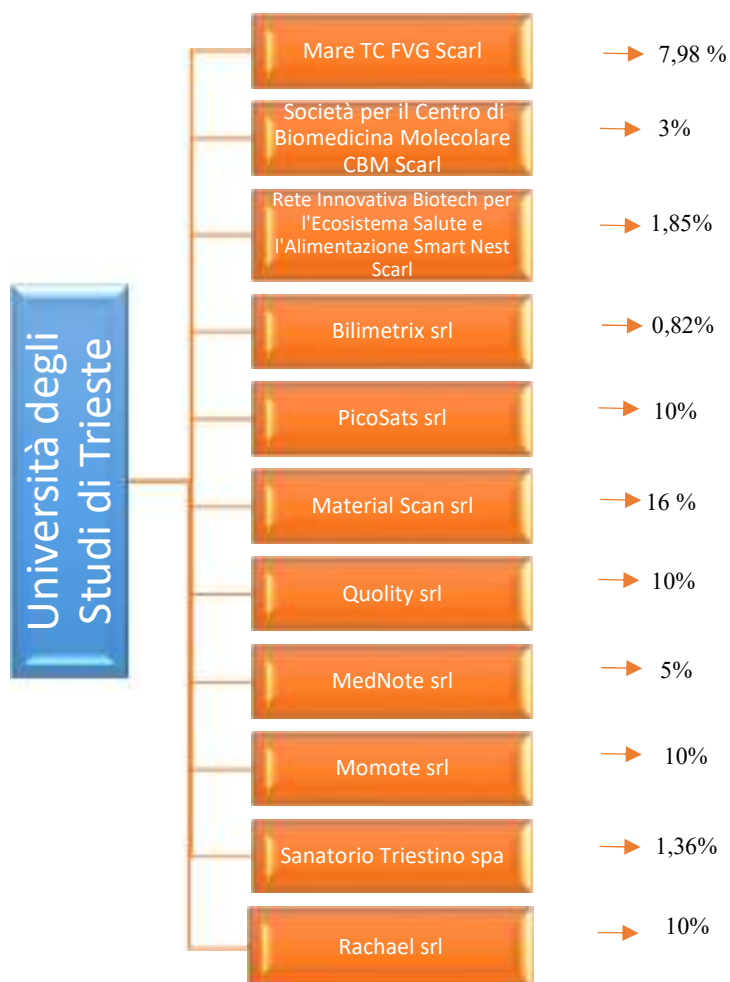 Mare TC FVG Scarl
7,98 %
Società per il Centro di
Biomedicina Molecolare
CBM Scarl
3%
Rete Innovativa Biotech per
l'Ecosistema Salute e
l'Alimentazione Smart Nest
Scarl
1,85%
Bilimetrix srl
0,82%
Università degli
Studi di Trieste
PicoSats srl
10%
Material Scan srl
16 %
Quolity srl
10%
MedNote srl
5%
Momote srl
10%
Sanatorio Triestino spa
1,36%
Rachael srl
10%